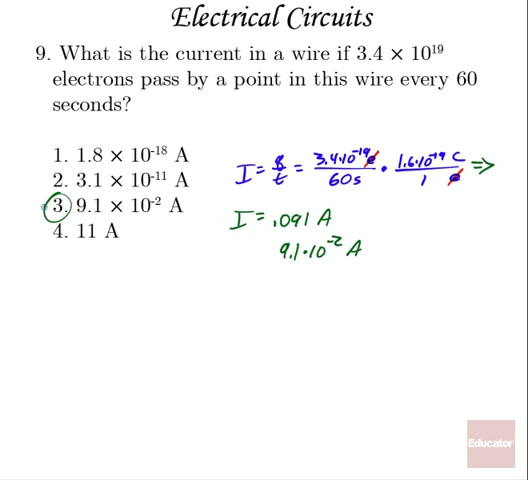 Electrical Circuits
9. What is the current in a wire if 3.4 × 10¹⁹
electrons pass by a point in this wire every 60
seconds?
1. 1.8 × 10⁻¹⁸ A
2. 3.1 × 10⁻¹¹ A
3. 9.1 × 10⁻² A
4. 11 A
I = q/t = 3.4·10⁻¹⁹e/60s · 1.6·10⁻¹⁹ C/1 e ⇒
I = .091 A
9.1·10⁻² A
Educator